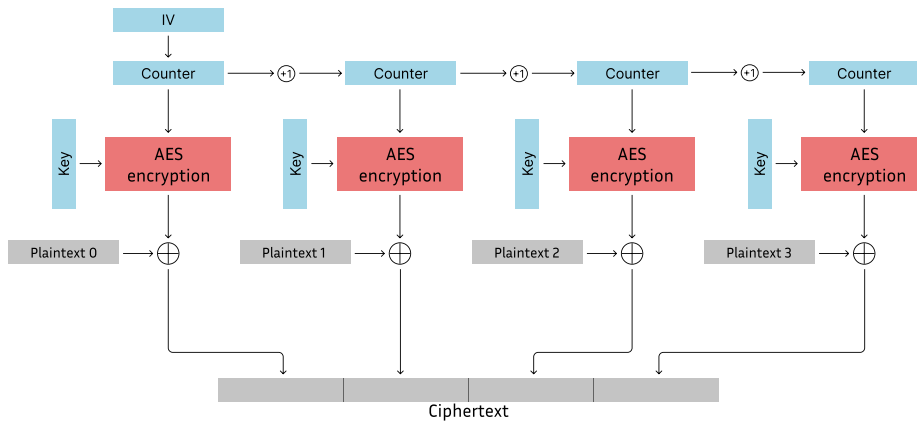 IV
Counter
+1
Counter
+1
Counter
+1
Counter
Key
AES
encryption
Key
AES
encryption
Key
AES
encryption
Key
AES
encryption
Plaintext 0
Plaintext 1
Plaintext 2
Plaintext 3
Ciphertext